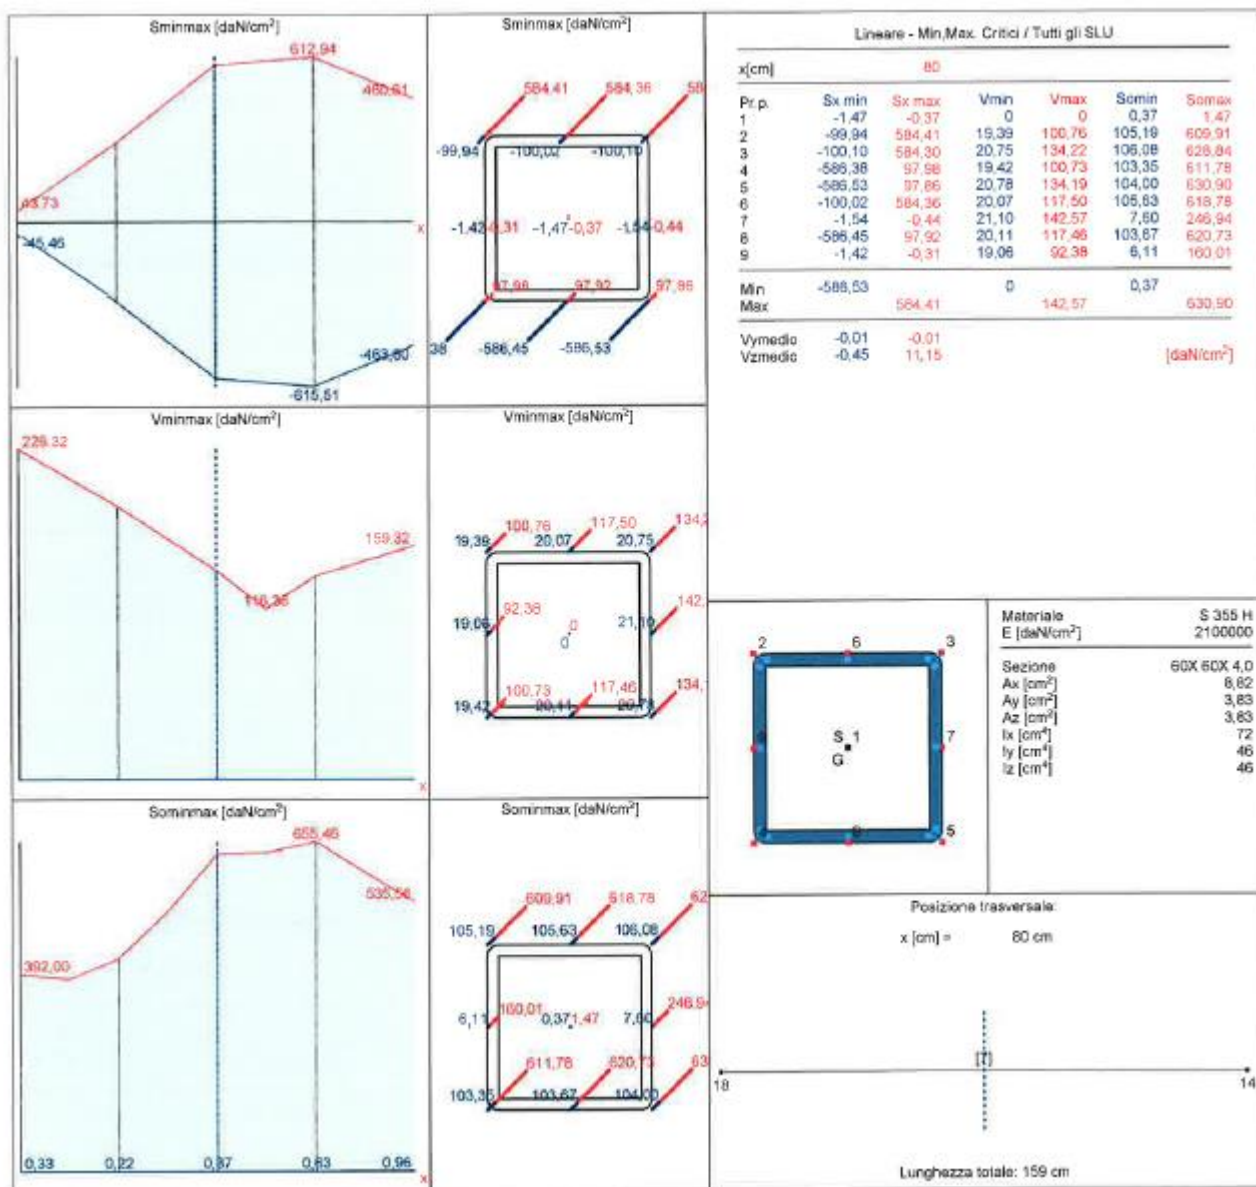 Sminmax [daN/cm²]
612,94
460,61
43,73
-45,46
x
-463,80
-615,51
Sminmax [daN/cm²]
584,41 584,36 58
-99,94 -100,02 -100,10
-1,42 -0,31 -1,47 -0,37 -1,54 -0,44
97,98 97,92 97,86
38 -586,45 -586,53
Lineare - Min,Max. Critici / Tutti gli SLU
x[cm] 80
Pr.p. Sx min Sx max Vmin Vmax Somin Somax
1 -1,47 -0,37 0 0 0,37 1,47
2 -99,94 584,41 19,39 100,76 105,19 609,91
3 -100,10 584,30 20,75 134,22 106,08 628,84
4 -586,38 97,98 19,42 100,73 103,35 611,78
5 -586,53 97,86 20,78 134,19 104,00 630,90
6 -100,02 584,36 20,07 117,50 105,63 618,78
7 -1,54 -0,44 21,10 142,57 7,60 246,94
8 -586,45 97,92 20,11 117,46 103,67 620,73
9 -1,42 -0,31 19,06 92,38 6,11 160,01
Min -586,53 0 0,37
Max 584,41 142,57 630,90
Vymedio -0,01 -0,01
Vzmedio -0,45 11,15 [daN/cm²]
Vminmax [daN/cm²]
159,32
x
Vminmax [daN/cm²]
100,76 117,50 134,2
19,39 20,07 20,75
92,38 142,
19,06 0 21,10
0
100,73 117,46 134,1
19,42 20,11 20,78
2 6 3
S 1 7
G
5
Materiale S 355 H
E [daN/cm²] 2100000
Sezione 60X 60X 4,0
Ax [cm²] 8,82
Ay [cm²] 3,83
Az [cm²] 3,83
Ix [cm⁴] 72
Iy [cm⁴] 46
Iz [cm⁴] 46
Sominmax [daN/cm²]
655,46
535,56
392,00
0,33 0,22 0,37 0,63 0,96
x
Sominmax [daN/cm²]
609,91 618,78 62
105,19 105,63 106,08
160,01 246,94
6,11 0,37 1,47 7,60
611,78 620,73 63
103,35 103,67 104,00
Posizione trasversale:
x [cm] = 80 cm
[7]
18 14
Lunghezza totale: 159 cm